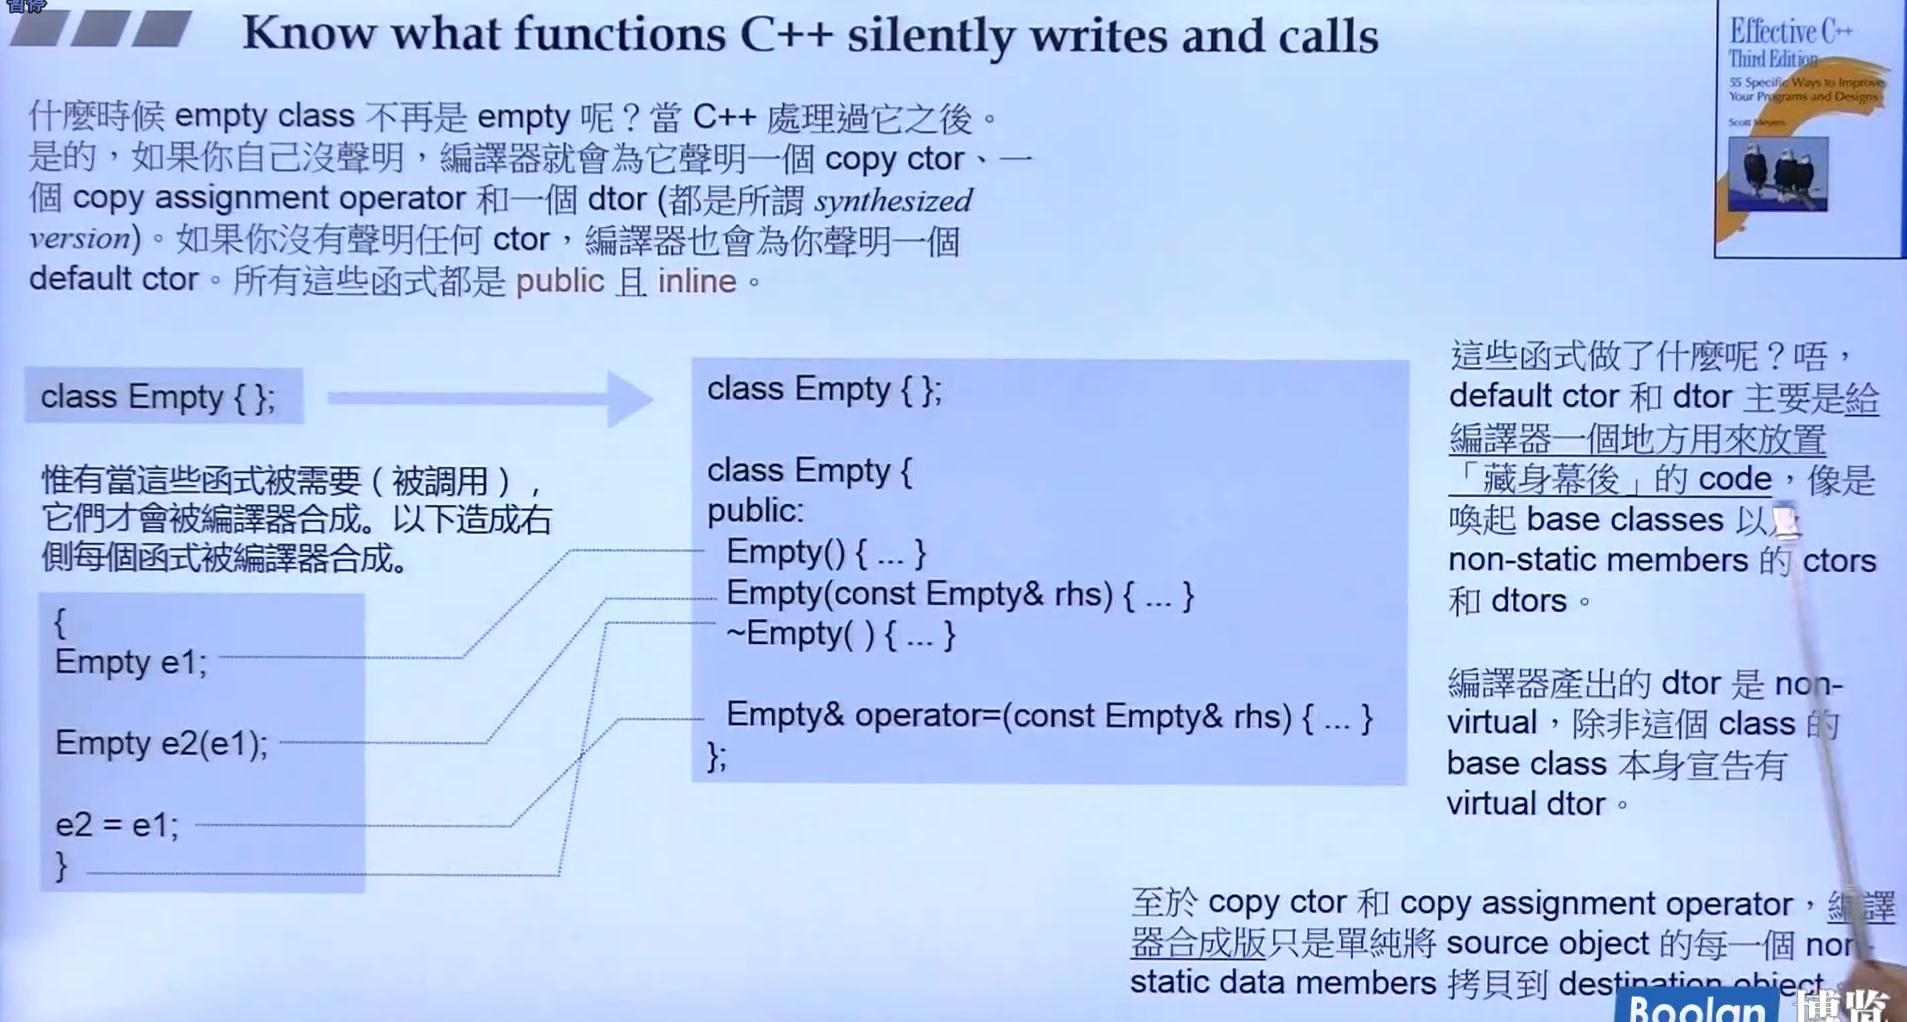 暂停
Know what functions C++ silently writes and calls
Effective C++
Third Edition
55 Specific Ways to Improve
Your Programs and Designs
Scott Meyers
什麼時候 empty class 不再是 empty 呢？當 C++ 處理過它之後。
是的，如果你自己沒聲明，編譯器就會為它聲明一個 copy ctor、一
個 copy assignment operator 和一個 dtor (都是所謂 synthesized
version)。如果你沒有聲明任何 ctor，編譯器也會為你聲明一個
default ctor。所有這些函式都是 public 且 inline。
class Empty { };
惟有當這些函式被需要（被調用），
它們才會被編譯器合成。以下造成右
側每個函式被編譯器合成。
{
Empty e1;
Empty e2(e1);
e2 = e1;
}
class Empty { };
class Empty {
public:
Empty() { ... }
Empty(const Empty& rhs) { ... }
~Empty( ) { ... }
Empty& operator=(const Empty& rhs) { ... }
};
這些函式做了什麼呢？唔，
default ctor 和 dtor 主要是給
編譯器一個地方用來放置
「藏身幕後」的 code，像是
喚起 base classes 以及
non-static members 的 ctors
和 dtors。
編譯器產出的 dtor 是 non-
virtual，除非這個 class 的
base class 本身宣告有
virtual dtor。
至於 copy ctor 和 copy assignment operator，編譯
器合成版只是單純將 source object 的每一個 non-
static data members 拷貝到 destination object。
Boolan 博览